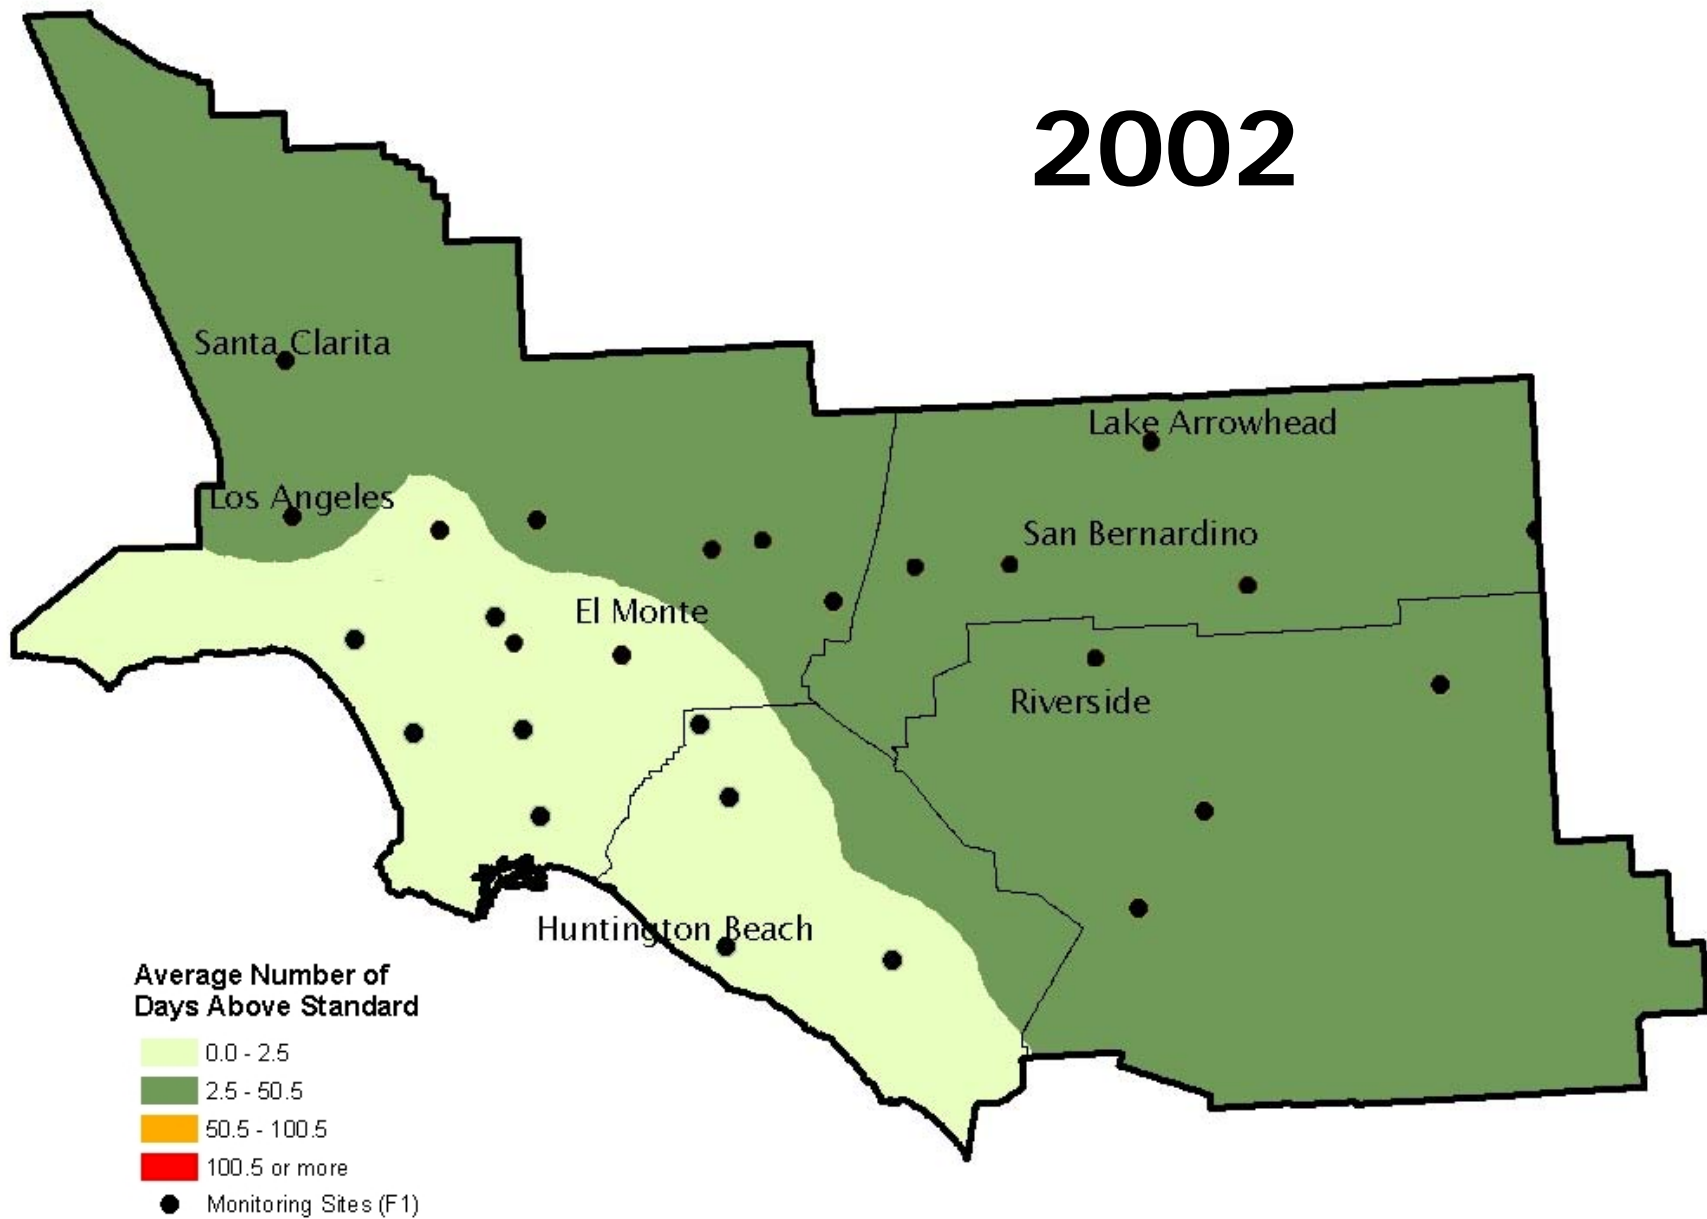 2002
Santa Clarita
Lake Arrowhead
Los Angeles
San Bernardino
El Monte
Riverside
Huntington Beach
Average Number of
Days Above Standard
0.0 - 2.5
2.5 - 50.5
50.5 - 100.5
100.5 or more
Monitoring Sites (F1)